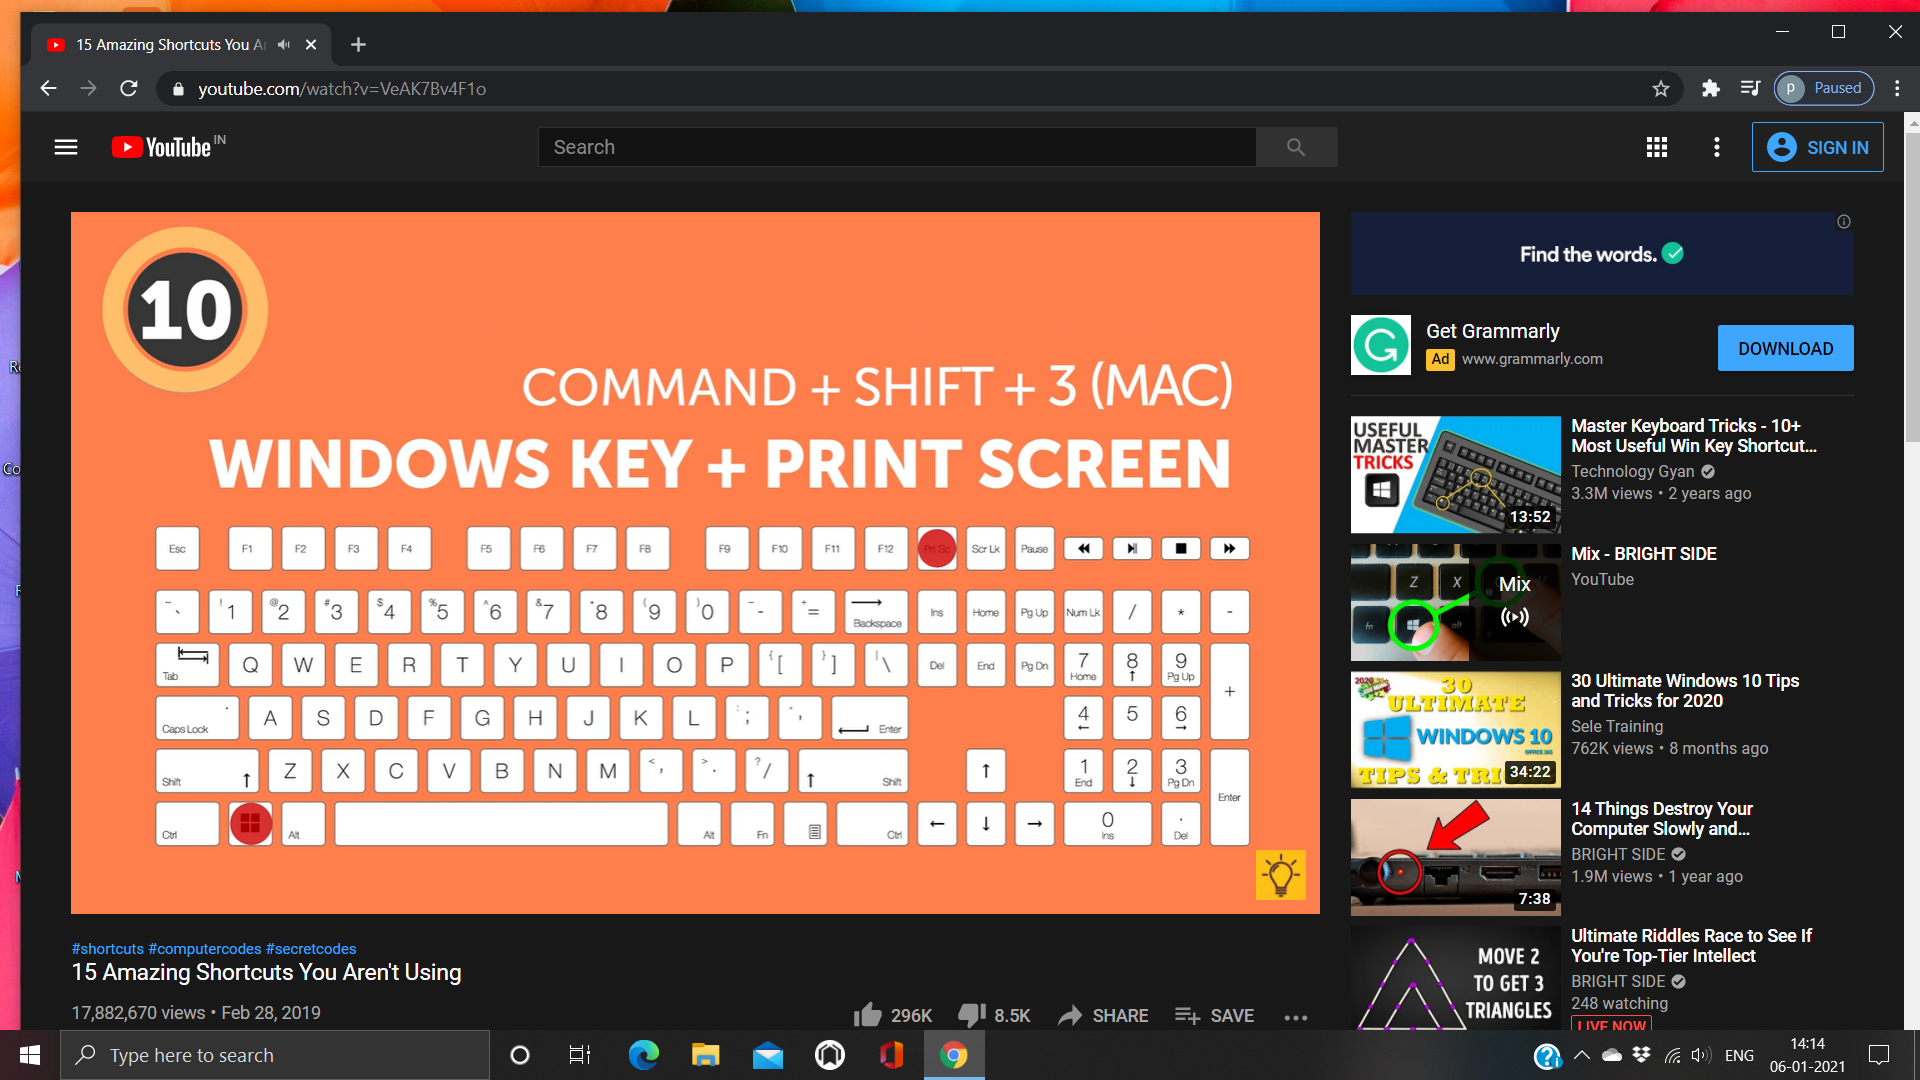 15 Amazing Shortcuts You Ar
youtube.com/watch?v=VeAK7Bv4F1o
p Paused
YouTube IN
Search
SIGN IN
10
COMMAND + SHIFT + 3 (MAC)
WINDOWS KEY + PRINT SCREEN
Esc F1 F2 F3 F4 F5 F6 F7 F8 F9 F10 F11 F12 Prt Sc Scr Lk Pause
~ ` ! 1 @ 2 # 3 $ 4 % 5 ^ 6 & 7 * 8 ( 9 ) 0 - - + = Backspace Ins Home Pg Up Num Lk / * -
Tab Q W E R T Y U I O P { [ } ] | \ Del End Pg Dn 7 Home 8 9 Pg Up +
Caps Lock A S D F G H J K L : ; Enter 4 5 6
Shift Z X C V B N M < , > . ? / Shift 1 End 2 3 Pg Dn Enter
Ctrl Alt Alt Fn Ctrl 0 Ins . Del
#shortcuts #computercodes #secretcodes
15 Amazing Shortcuts You Aren't Using
17,882,670 views • Feb 28, 2019
296K 8.5K SHARE SAVE
Find the words.
Get Grammarly
Ad www.grammarly.com
DOWNLOAD
USEFUL
MASTER
TRICKS
13:52
Master Keyboard Tricks - 10+
Most Useful Win Key Shortcut...
Technology Gyan
3.3M views • 2 years ago
Z X
fn alt
Mix
Mix - BRIGHT SIDE
YouTube
2020
30
ULTIMATE
WINDOWS 10
OFFICE 365
TIPS & TRI
34:22
30 Ultimate Windows 10 Tips
and Tricks for 2020
Sele Training
762K views • 8 months ago
7:38
14 Things Destroy Your
Computer Slowly and...
BRIGHT SIDE
1.9M views • 1 year ago
MOVE 2
TO GET 3
TRIANGLES
Ultimate Riddles Race to See If
You're Top-Tier Intellect
BRIGHT SIDE
248 watching
LIVE NOW
Type here to search
ENG
14:14
06-01-2021